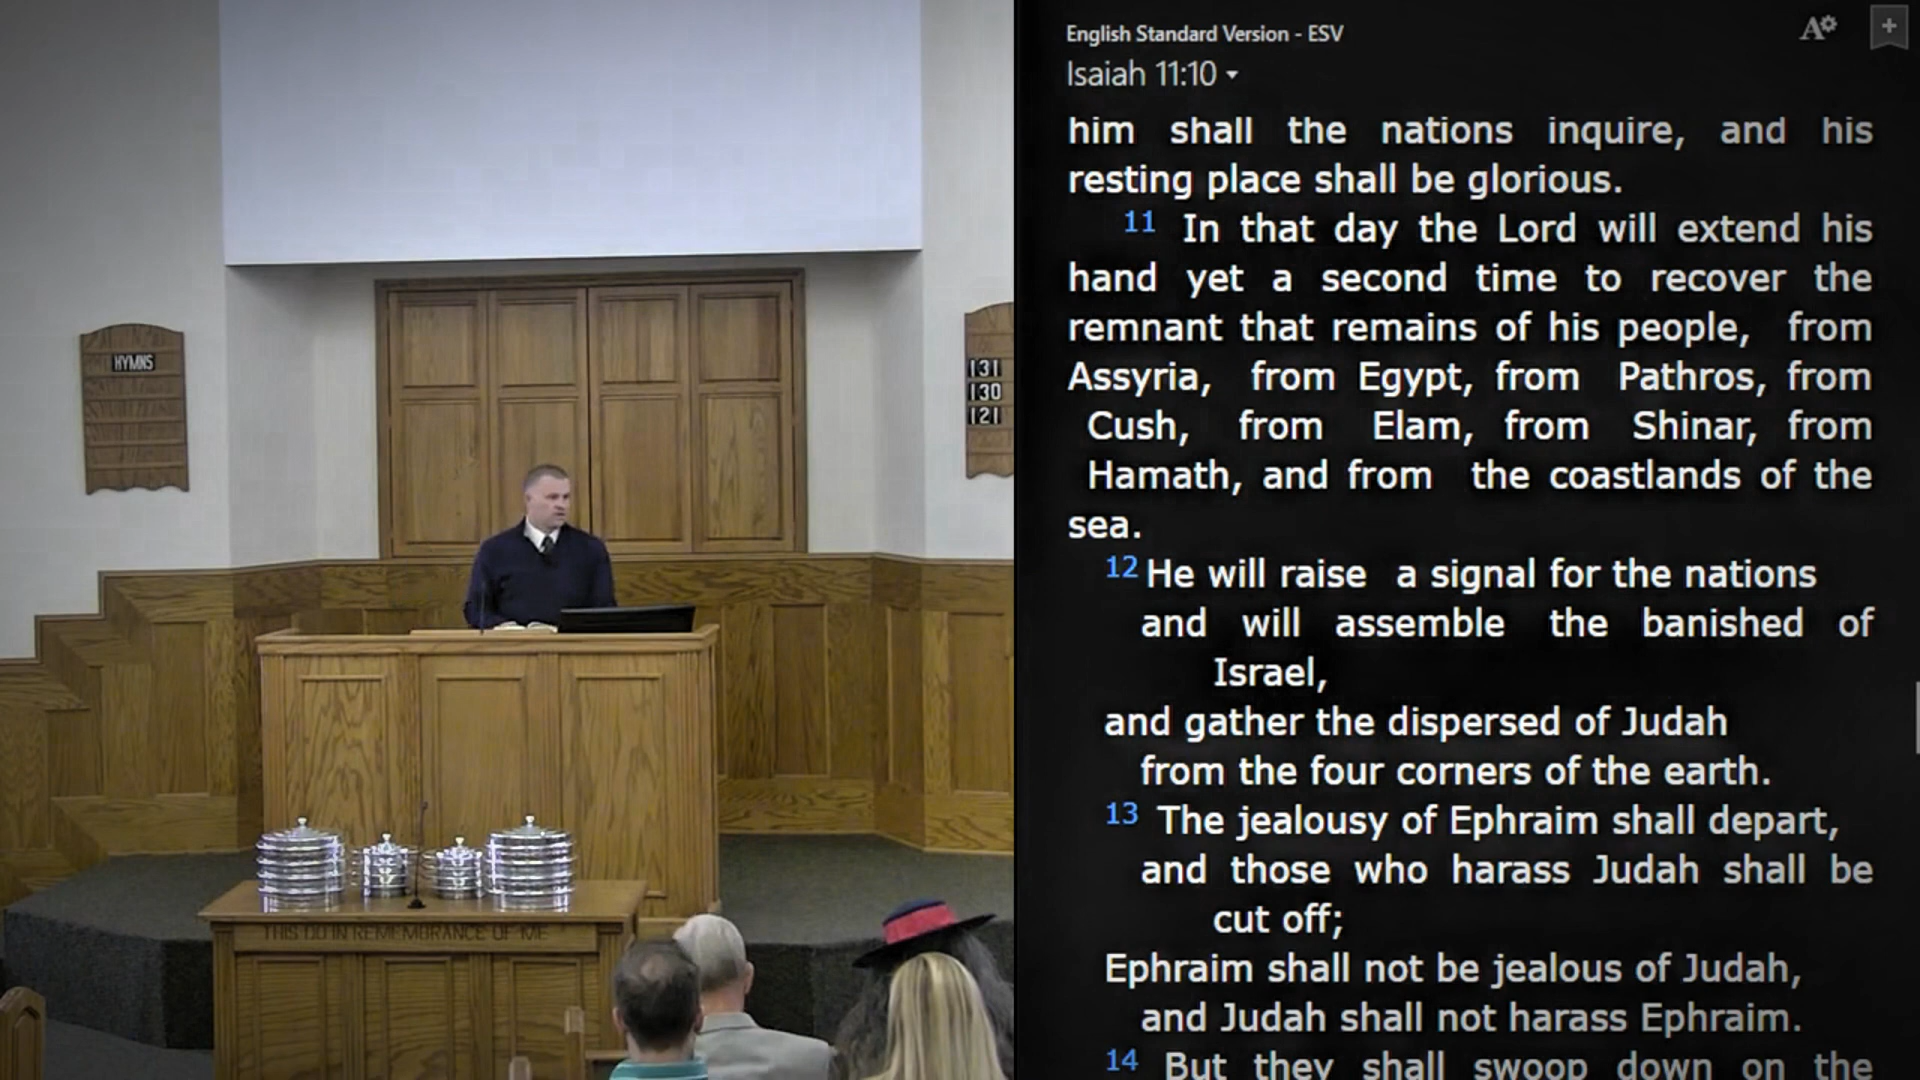 HYMNS
131
130
121
THIS DO IN REMEMBRANCE OF ME
English Standard Version - ESV
Isaiah 11:10
him shall the nations inquire, and his
resting place shall be glorious.
11 In that day the Lord will extend his
hand yet a second time to recover the
remnant that remains of his people, from
Assyria, from Egypt, from Pathros, from
Cush, from Elam, from Shinar, from
Hamath, and from the coastlands of the
sea.
12 He will raise a signal for the nations
and will assemble the banished of
Israel,
and gather the dispersed of Judah
from the four corners of the earth.
13 The jealousy of Ephraim shall depart,
and those who harass Judah shall be
cut off;
Ephraim shall not be jealous of Judah,
and Judah shall not harass Ephraim.
14 But they shall swoop down on the